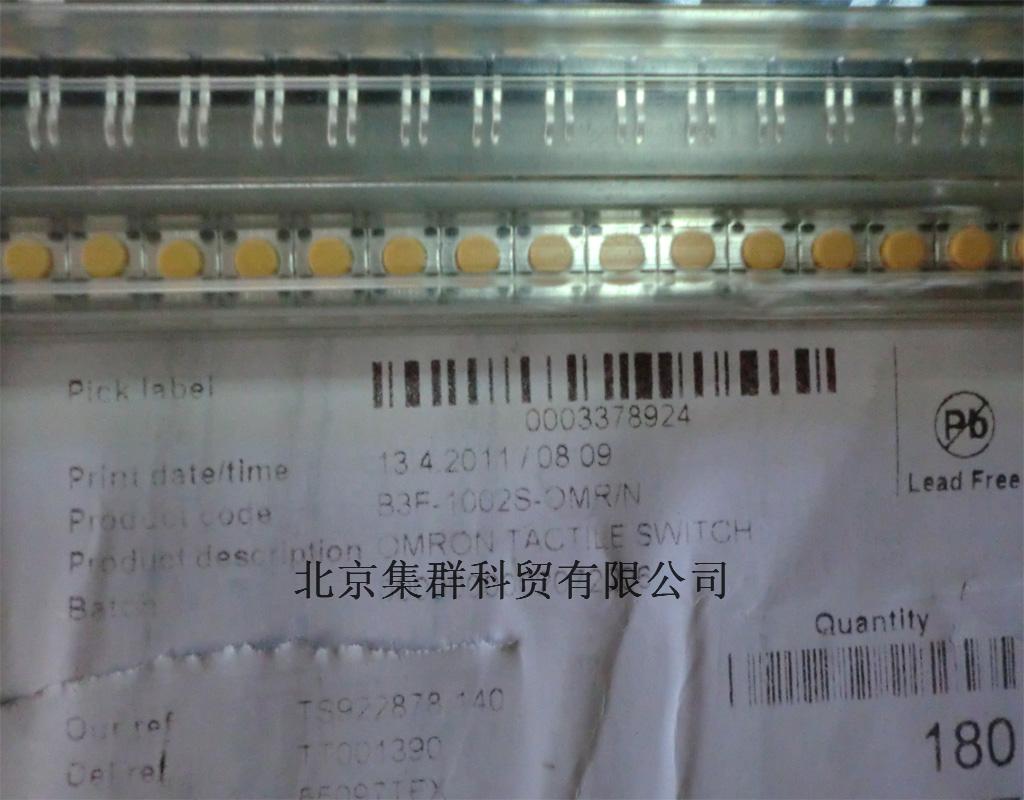 Pick label
0003378924
Print date/time 13.4.2011 / 08:09
Product code B3F-1002S-OMR/N
Product description OMRON TACTILE SWITCH
Batch
北京集群科贸有限公司
Pb
Lead Free
Quantity
180
Our ref TS922878 140
Del ref TT001390